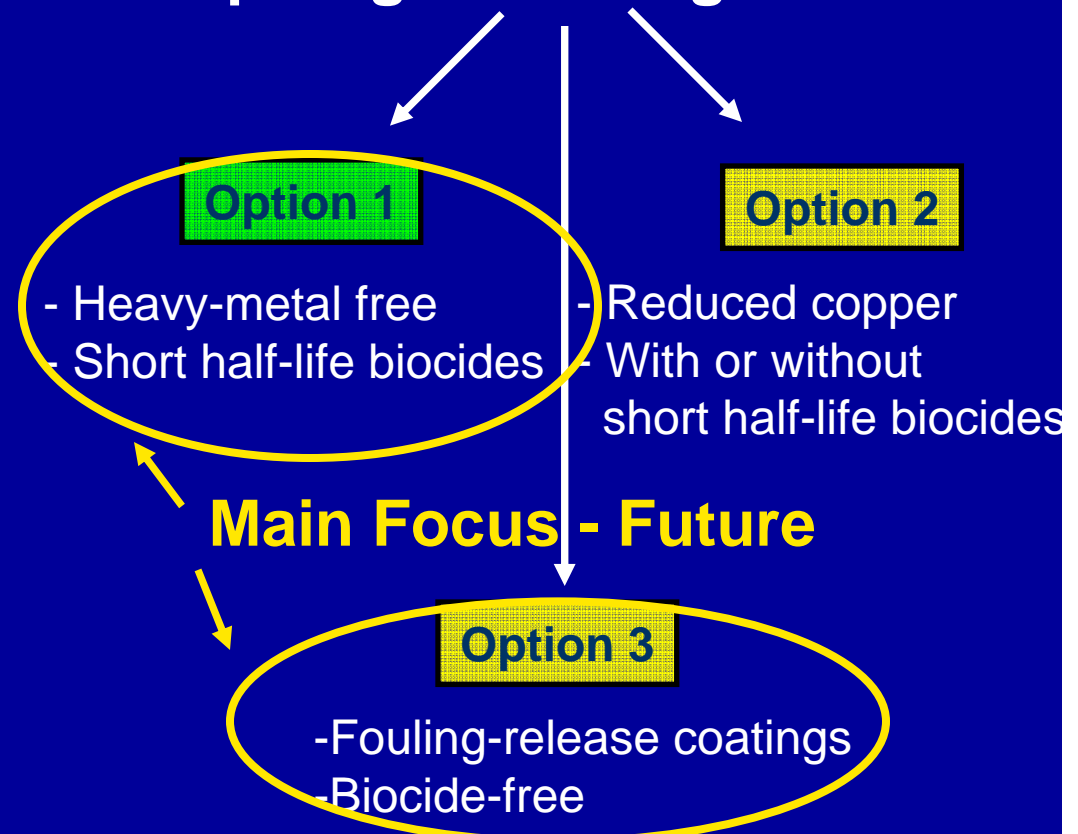 Option 1
Option 2
- Heavy-metal free
- Short half-life biocides
- Reduced copper
- With or without
short half-life biocides
Main Focus - Future
Option 3
-Fouling-release coatings
-Biocide-free